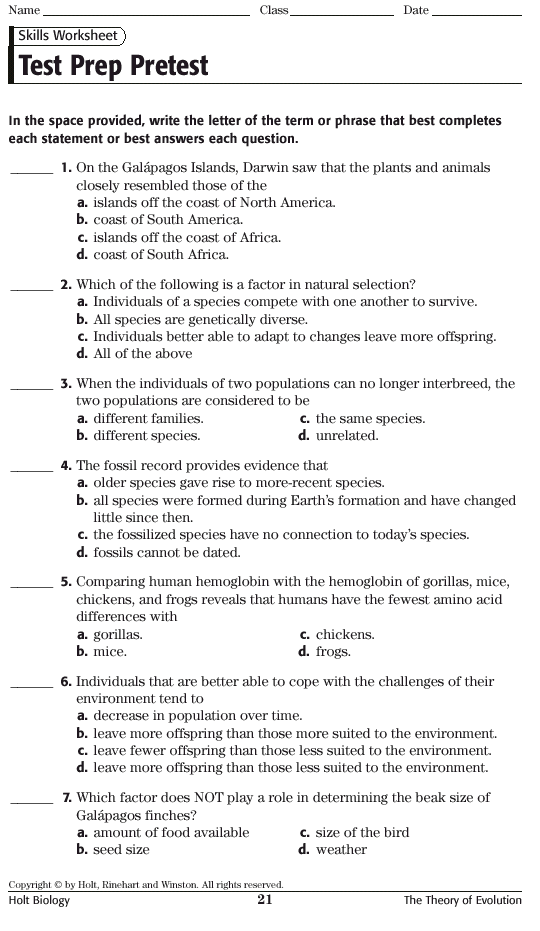 Name Class Date
Skills Worksheet
Test Prep Pretest
In the space provided, write the letter of the term or phrase that best completes
each statement or best answers each question.
1. On the Galápagos Islands, Darwin saw that the plants and animals
closely resembled those of the
a. islands off the coast of North America.
b. coast of South America.
c. islands off the coast of Africa.
d. coast of South Africa.
2. Which of the following is a factor in natural selection?
a. Individuals of a species compete with one another to survive.
b. All species are genetically diverse.
c. Individuals better able to adapt to changes leave more offspring.
d. All of the above
3. When the individuals of two populations can no longer interbreed, the
two populations are considered to be
a. different families. c. the same species.
b. different species. d. unrelated.
4. The fossil record provides evidence that
a. older species gave rise to more-recent species.
b. all species were formed during Earth's formation and have changed
little since then.
c. the fossilized species have no connection to today's species.
d. fossils cannot be dated.
5. Comparing human hemoglobin with the hemoglobin of gorillas, mice,
chickens, and frogs reveals that humans have the fewest amino acid
differences with
a. gorillas. c. chickens.
b. mice. d. frogs.
6. Individuals that are better able to cope with the challenges of their
environment tend to
a. decrease in population over time.
b. leave more offspring than those more suited to the environment.
c. leave fewer offspring than those less suited to the environment.
d. leave more offspring than those less suited to the environment.
7. Which factor does NOT play a role in determining the beak size of
Galápagos finches?
a. amount of food available c. size of the bird
b. seed size d. weather
Copyright © by Holt, Rinehart and Winston. All rights reserved.
Holt Biology 21 The Theory of Evolution